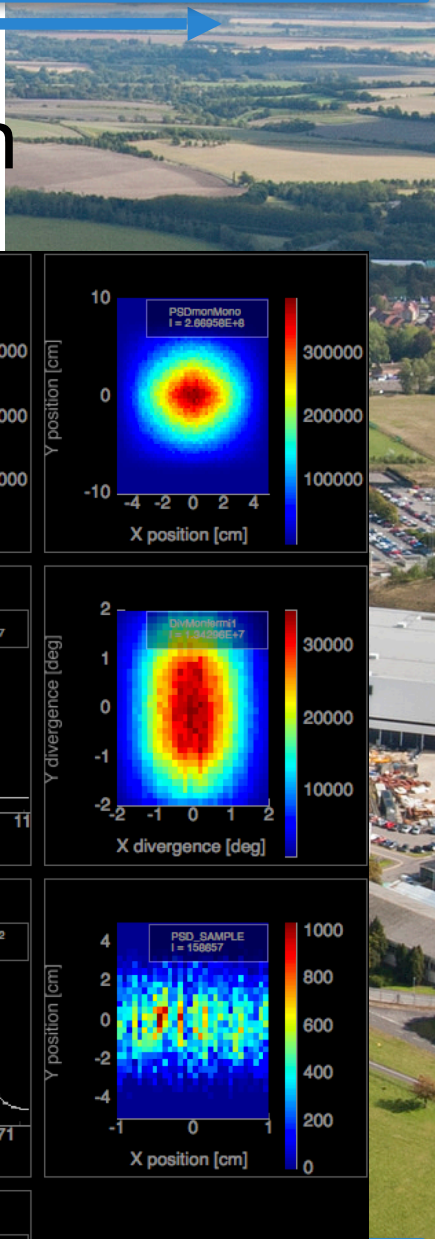 n
10
0
-10
Y position [cm]
PSDmonMono
I = 2.66956E+8
-4 -2 0 2 4
X position [cm]
300000
200000
100000
000
000
000
2
1
0
-1
-2
Y divergence [deg]
DivMonfermi1
-2 -1 0 1 2
X divergence [deg]
30000
20000
10000
7
11
4
2
0
-2
-4
Y position [cm]
PSD_SAMPLE
I = 158657
-1 0 1
X position [cm]
1000
800
600
400
200
0
2
71